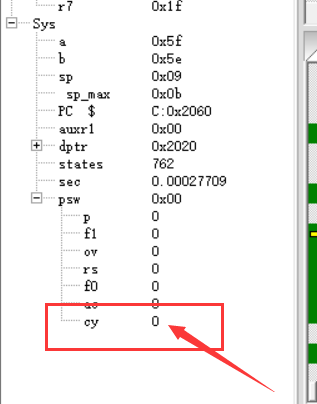 r7 0x1f
Sys
a 0x5f
b 0x5e
sp 0x09
sp_max 0x0b
PC $ C:0x2060
auxr1 0x00
dptr 0x2020
states 762
sec 0.00027709
psw 0x00
p 0
f1 0
ov 0
rs 0
f0 0
ac 0
cy 0